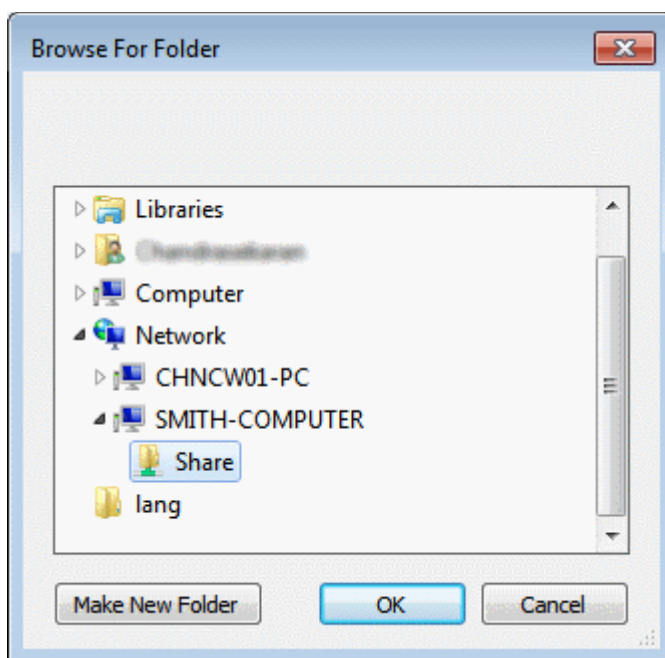 Browse For Folder
Libraries
Computer
Network
CHNCW01-PC
SMITH-COMPUTER
Share
lang
Make New Folder OK Cancel